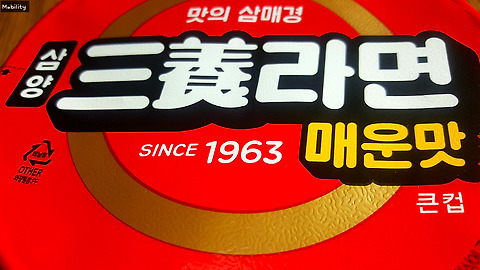 Mobility
맛의 삼매경
삼양
三養라면
SINCE 1963
매운맛
큰컵
OTHER